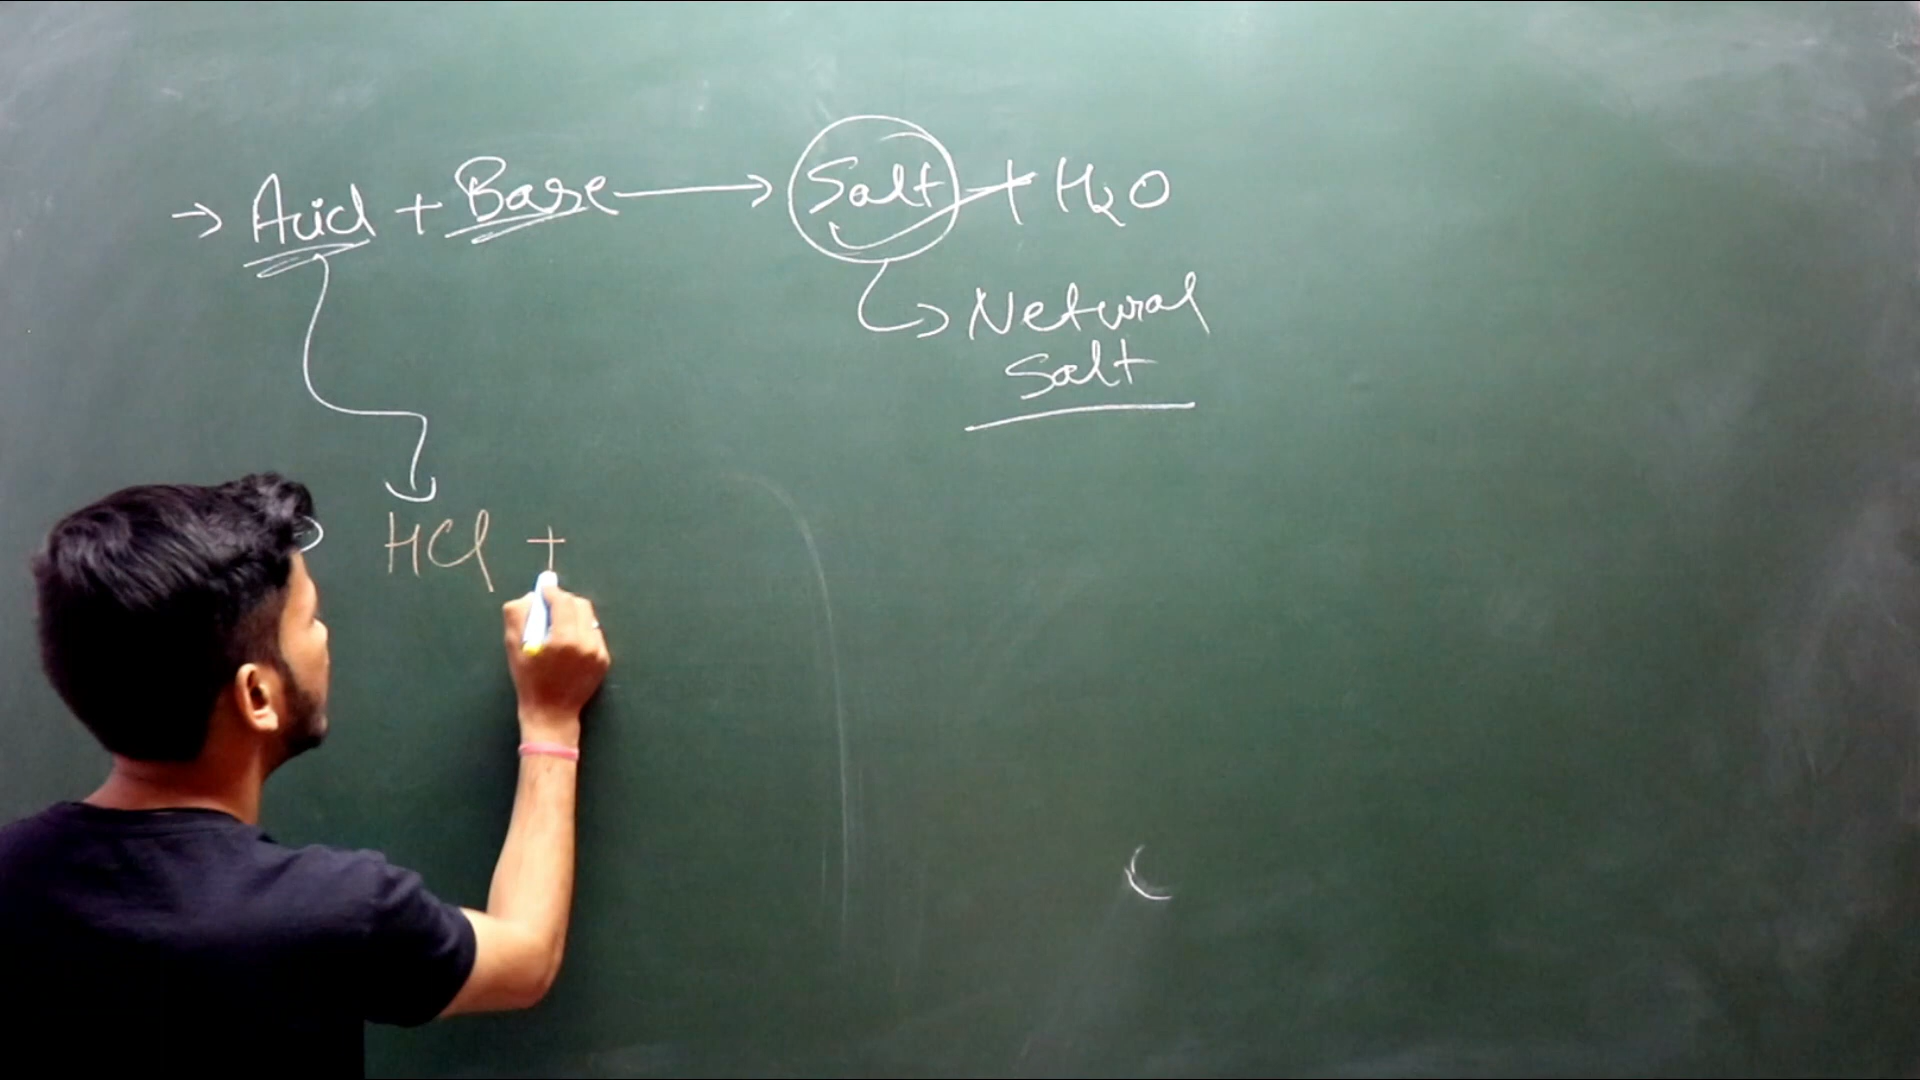 → Acid + Base → Salt + H₂O
→ Netural
Salt
HCl +